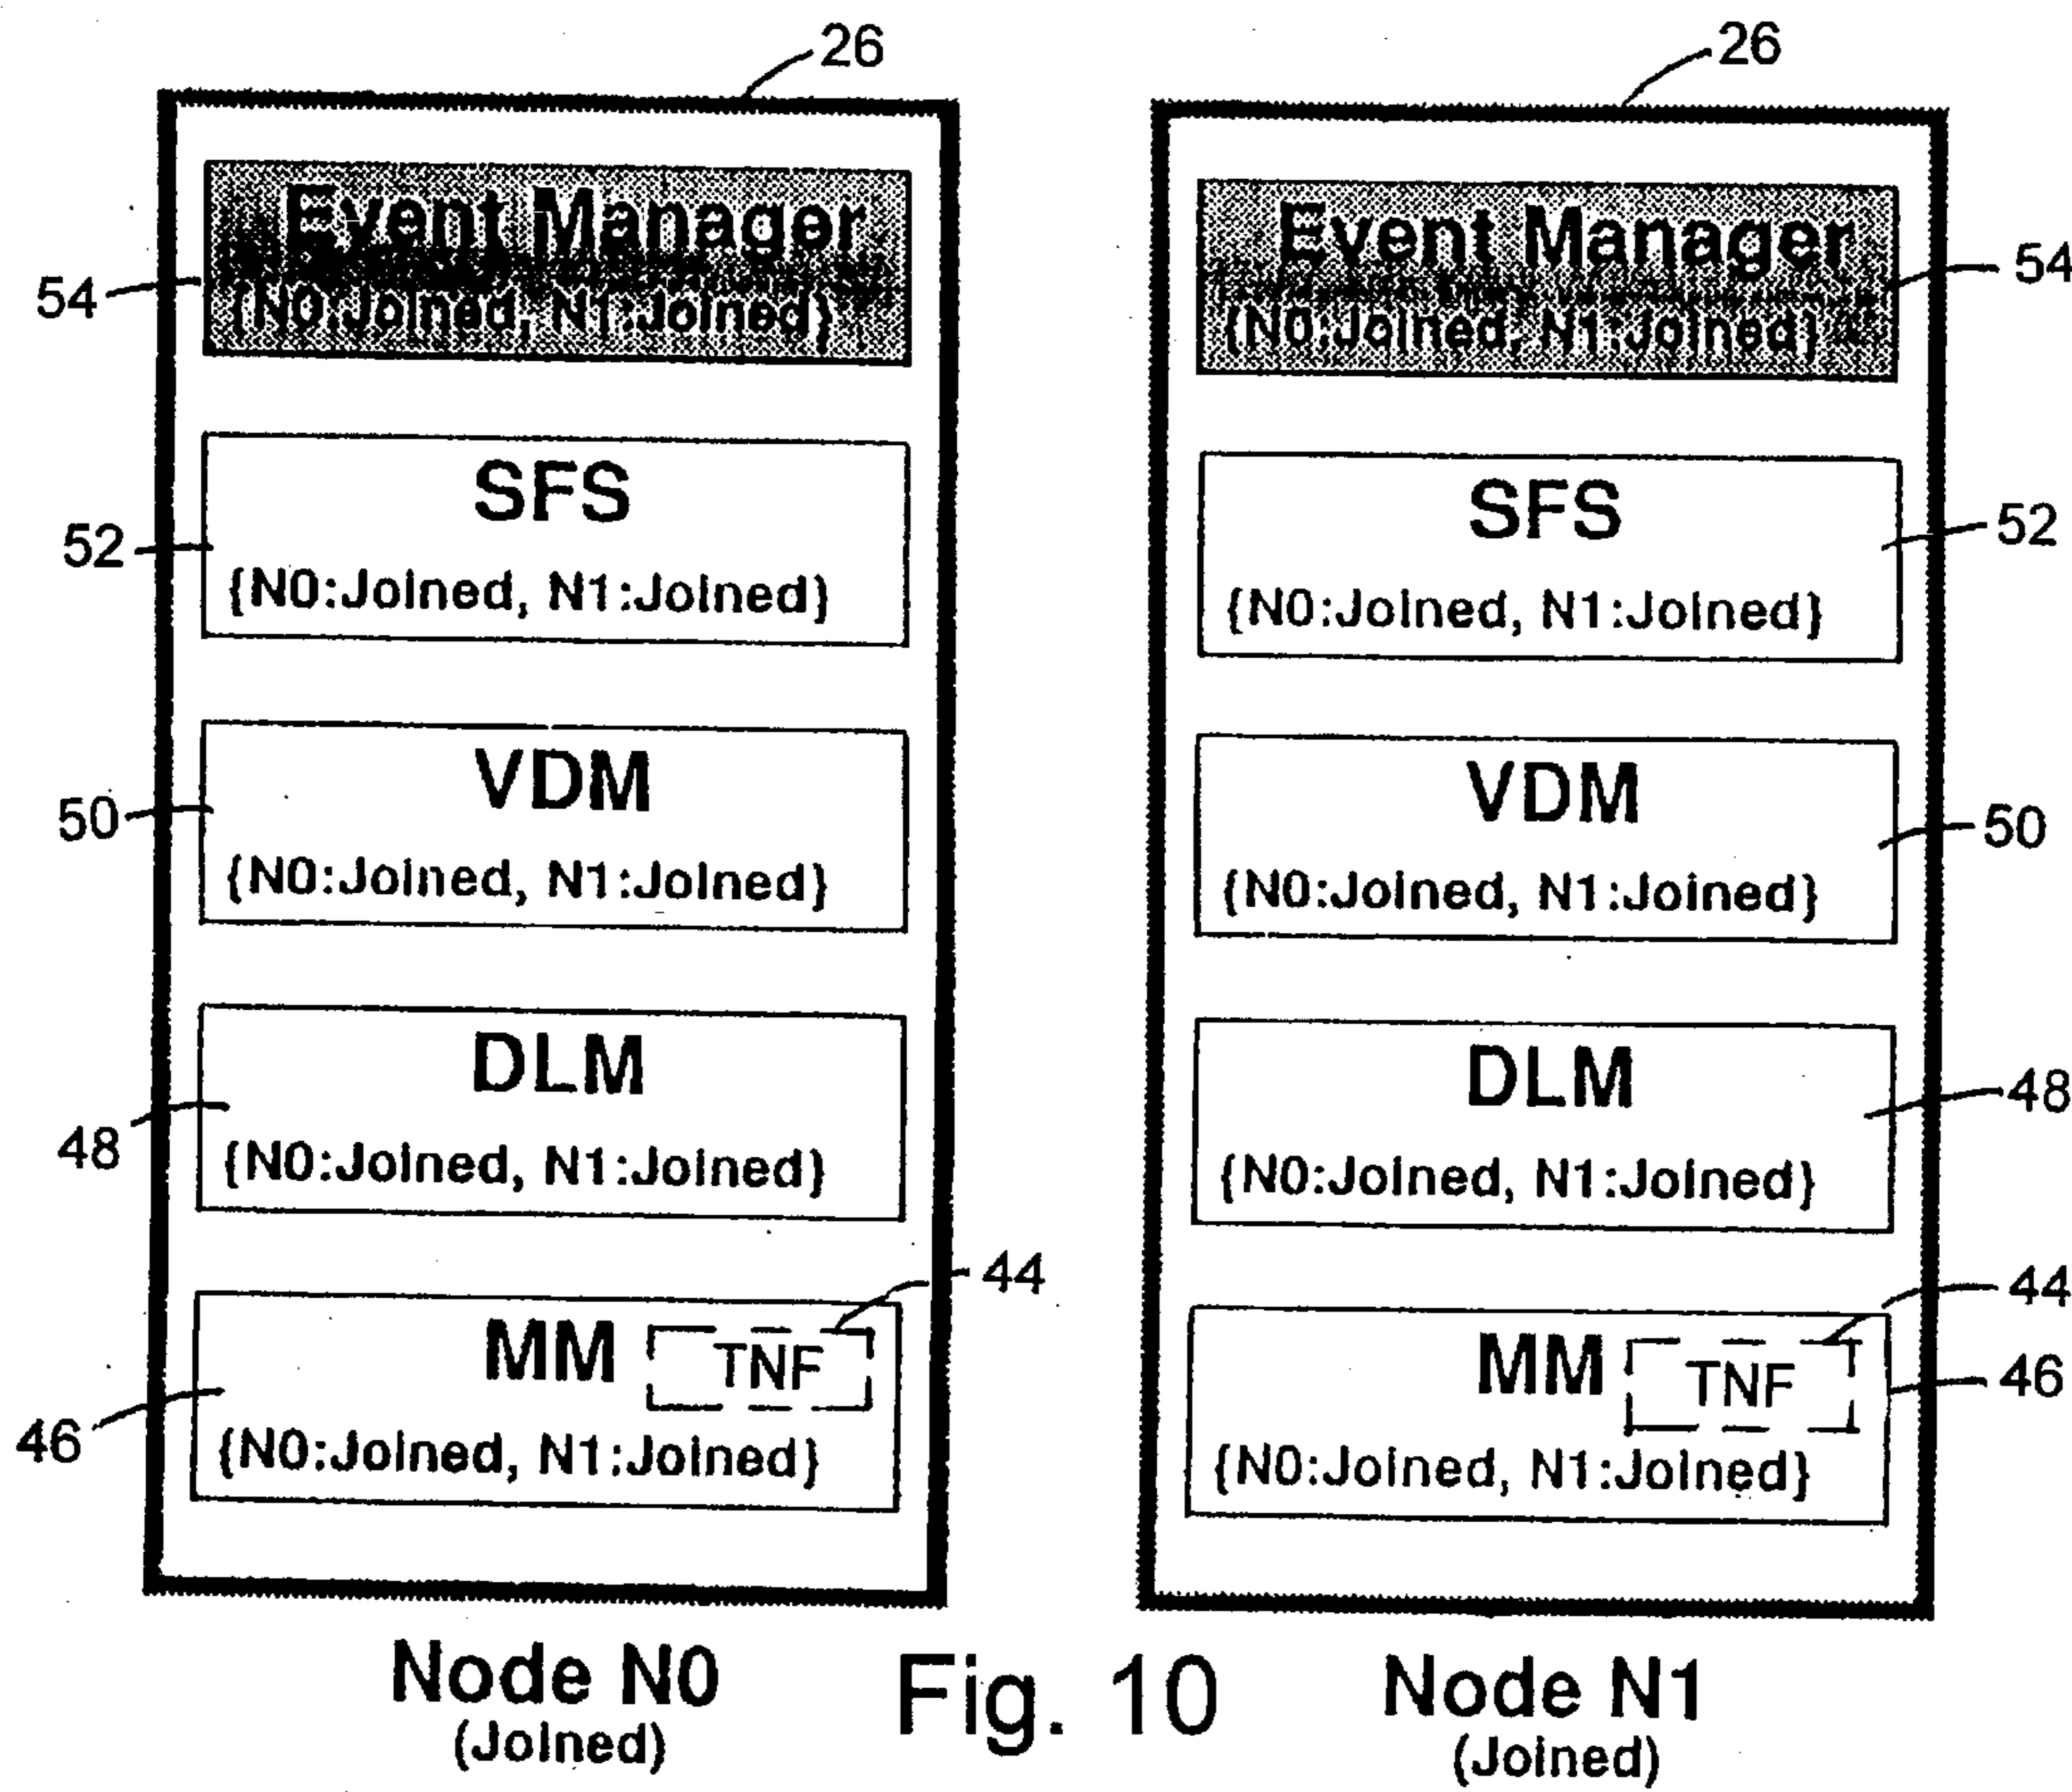 26
Event Manager
54
{N0:Joined, N1:Joined}
SFS
52
{N0:Joined, N1:Joined}
VDM
50
{N0:Joined, N1:Joined}
DLM
48
{N0:Joined, N1:Joined}
44
MM TNF
46
{N0:Joined, N1:Joined}
Node N0
(Joined)
26
Event Manager
54
{N0:Joined, N1:Joined}
SFS
52
{N0:Joined, N1:Joined}
VDM
50
{N0:Joined, N1:Joined}
DLM
48
{N0:Joined, N1:Joined}
44
MM TNF
46
{N0:Joined, N1:Joined}
Node N1
(Joined)
Fig. 10